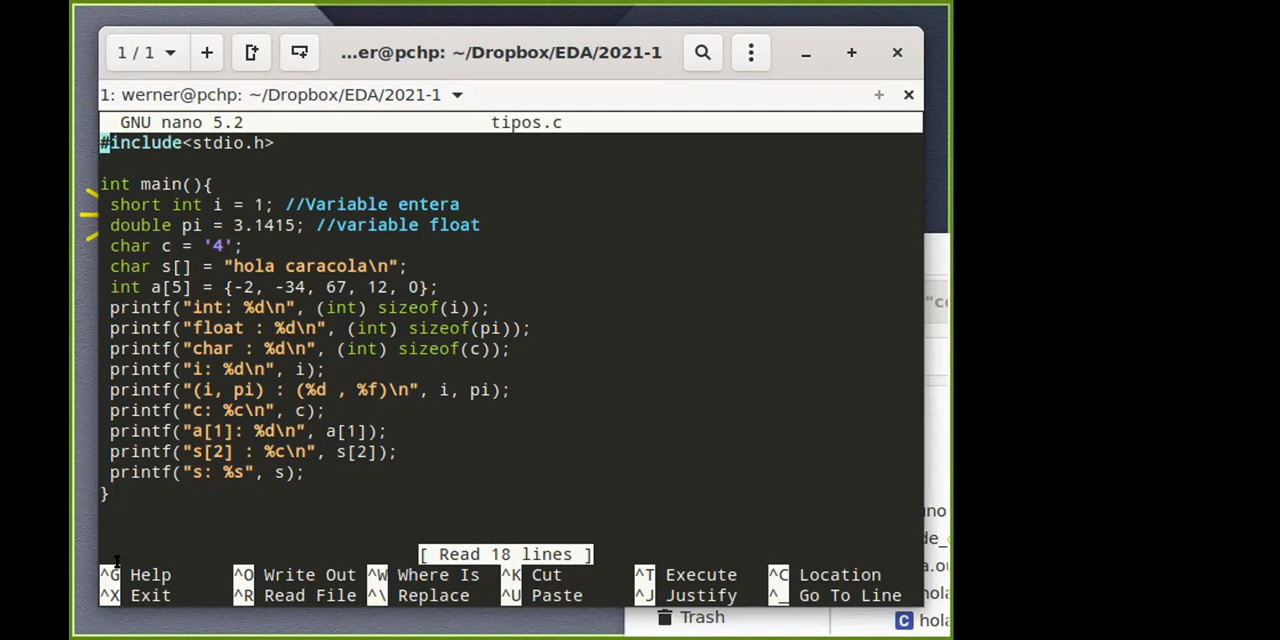 1 / 1
...er@pchp: ~/Dropbox/EDA/2021-1
1: werner@pchp: ~/Dropbox/EDA/2021-1
GNU nano 5.2 tipos.c
#include<stdio.h>
int main(){
short int i = 1; //Variable entera
double pi = 3.1415; //variable float
char c = '4';
char s[] = "hola caracola\n";
int a[5] = {-2, -34, 67, 12, 0};
printf("int: %d\n", (int) sizeof(i));
printf("float : %d\n", (int) sizeof(pi));
printf("char : %d\n", (int) sizeof(c));
printf("i: %d\n", i);
printf("(i, pi) : (%d , %f)\n", i, pi);
printf("c: %c\n", c);
printf("a[1]: %d\n", a[1]);
printf("s[2] : %c\n", s[2]);
printf("s: %s", s);
}
[ Read 18 lines ]
^G Help ^O Write Out ^W Where Is ^K Cut ^T Execute ^C Location
^X Exit ^R Read File ^\ Replace ^U Paste ^J Justify ^_ Go To Line
Trash